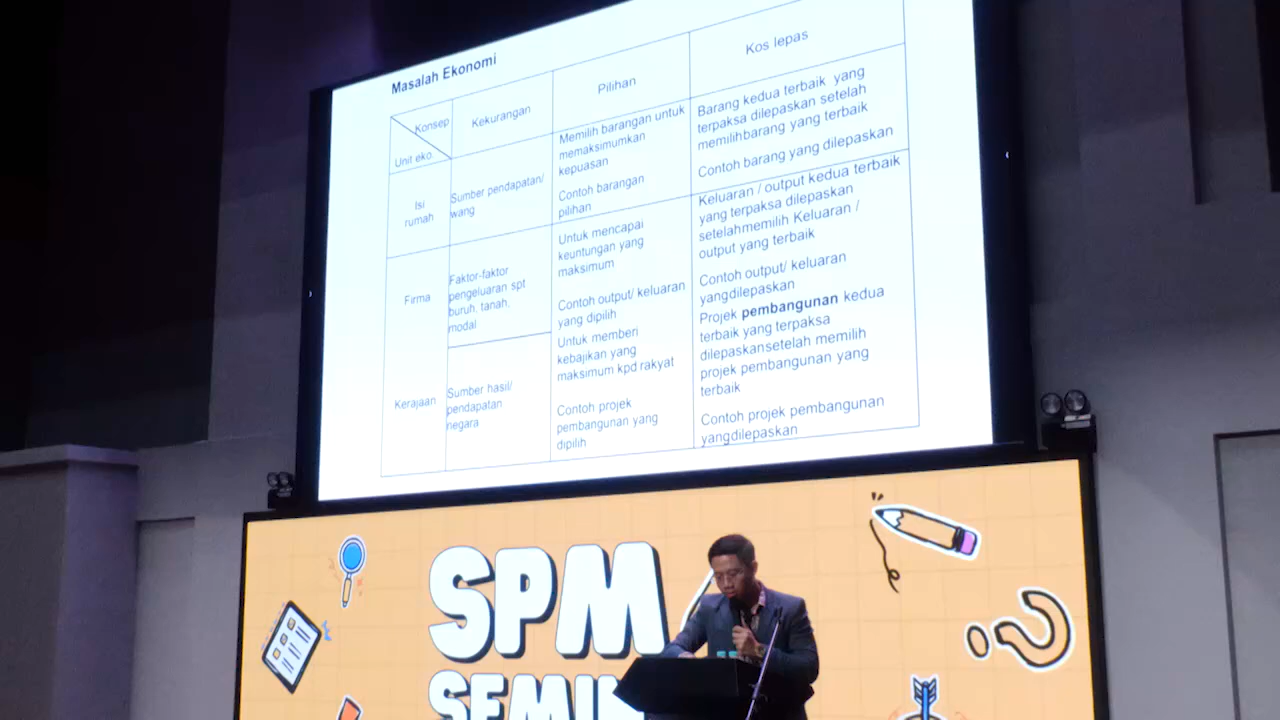 Masalah Ekonomi
Konsep
Unit eko
Kekurangan
Pilihan
Kos lepas
Isi
rumah
Sumber pendapatan/
wang
Memilih barangan untuk
memaksimumkan
kepuasan
Contoh barangan
pilihan
Barang kedua terbaik yang
terpaksa dilepaskan setelah
memilihbarang yang terbaik
Contoh barang yang dilepaskan
Firma
Faktor-faktor
pengeluaran spt
buruh, tanah,
modal
Untuk mencapai
keuntungan yang
maksimum
Contoh output/ keluaran
yang dipilih
Keluaran / output kedua terbaik
yang terpaksa dilepaskan
setelahmemilih Keluaran /
output yang terbaik
Contoh output/ keluaran
yangdilepaskan
Kerajaan
Sumber hasil/
pendapatan
negara
Untuk memberi
kebajikan yang
maksimum kpd rakyat
Contoh projek
pembangunan yang
dipilih
Projek pembangunan kedua
terbaik yang terpaksa
dilepaskansetelah memilih
projek pembangunan yang
terbaik
Contoh projek pembangunan
yangdilepaskan
SPM
SEMIN